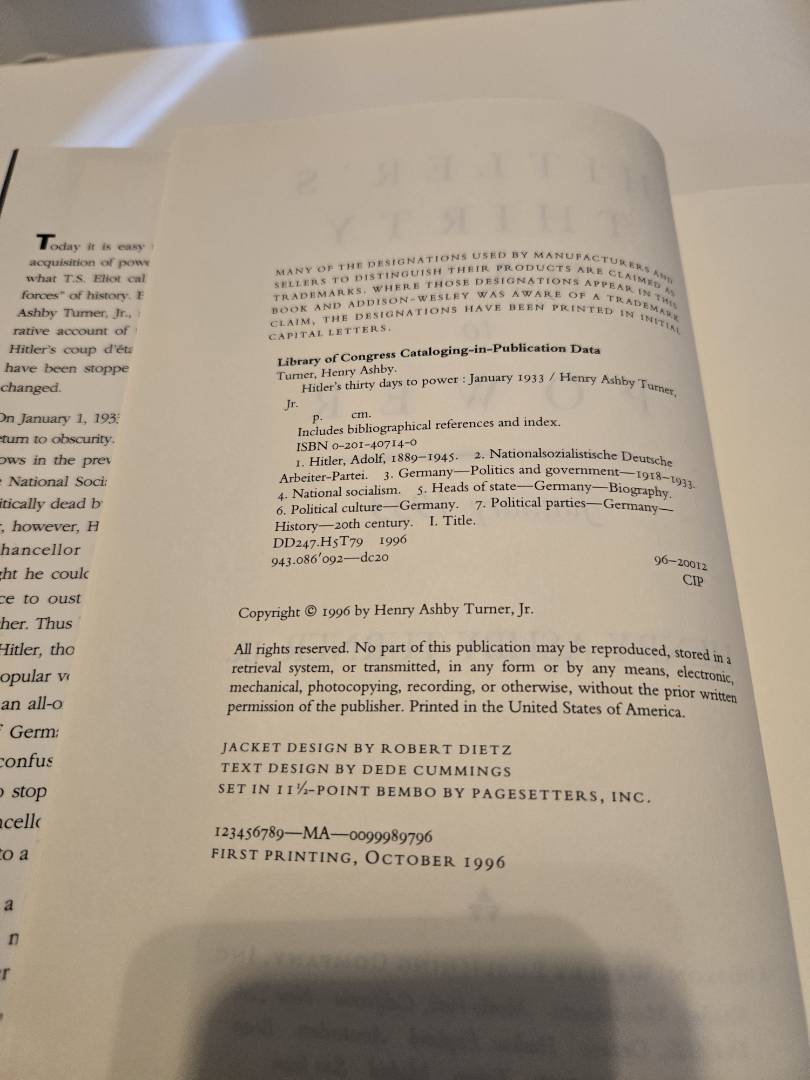 Today it is easy
acquisition of powe
what T.S. Eliot cal
forces" of history.
Ashby Turner, Jr.,
rative account of
Hitler's coup d'éta
have been stoppe
changed.
On January 1, 193
eturn to obscurity.
ows in the prev
National Soci
itically dead b
, however, H
hancellor
ght he could
ce to oust
her. Thus
Hitler, tho
opular v
an all-o
Germ
confus
o stop
ncello
to a
a
n
r
HITLER'S
THIRTY
TO
MANY OF THE DESIGNATIONS USED BY MANUFACTURERS AND
SELLERS TO DISTINGUISH THEIR PRODUCTS ARE CLAIMED AS
TRADEMARKS. WHERE THOSE DESIGNATIONS APPEAR IN THIS
BOOK AND ADDISON-WESLEY WAS AWARE OF A TRADEMARK
CLAIM, THE DESIGNATIONS HAVE BEEN PRINTED IN INITIAL
CAPITAL LETTERS.
Library of Congress Cataloging-in-Publication Data
Turner, Henry Ashby.
Hitler's thirty days to power : January 1933 / Henry Ashby Turner,
Jr.
p. cm.
Includes bibliographical references and index.
ISBN 0-201-40714-0
1. Hitler, Adolf, 1889–1945. 2. Nationalsozialistische Deutsche
Arbeiter-Partei. 3. Germany—Politics and government—1918–1933.
4. National socialism. 5. Heads of state—Germany—Biography.
6. Political culture—Germany. 7. Political parties—Germany—
History—20th century. I. Title.
DD247.H5T79 1996
943.086'092—dc20 96–20012
CIP
Copyright © 1996 by Henry Ashby Turner, Jr.
All rights reserved. No part of this publication may be reproduced, stored in a
retrieval system, or transmitted, in any form or by any means, electronic,
mechanical, photocopying, recording, or otherwise, without the prior written
permission of the publisher. Printed in the United States of America.
JACKET DESIGN BY ROBERT DIETZ
TEXT DESIGN BY DEDE CUMMINGS
SET IN 11½-POINT BEMBO BY PAGESETTERS, INC.
123456789—MA—0099989796
FIRST PRINTING, OCTOBER 1996